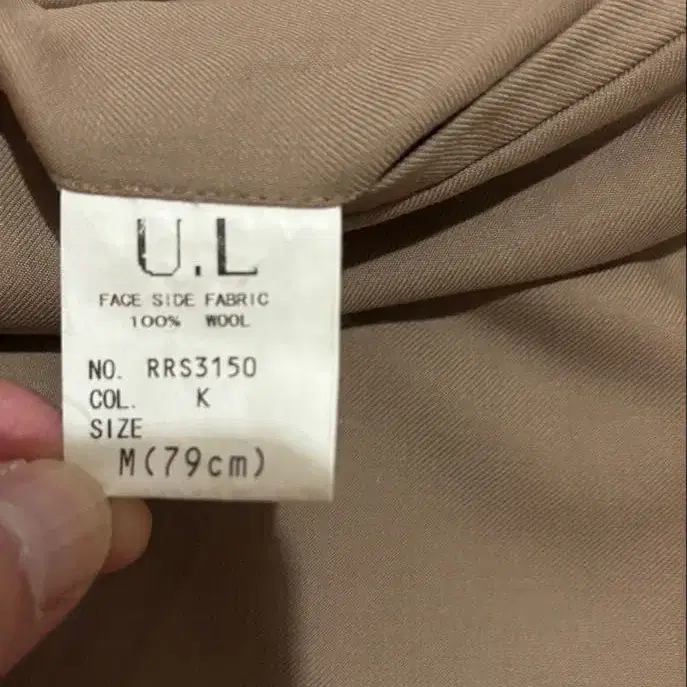 U.L
FACE SIDE FABRIC
100% WOOL
NO. RRS3150
COL. K
SIZE
M(79cm)